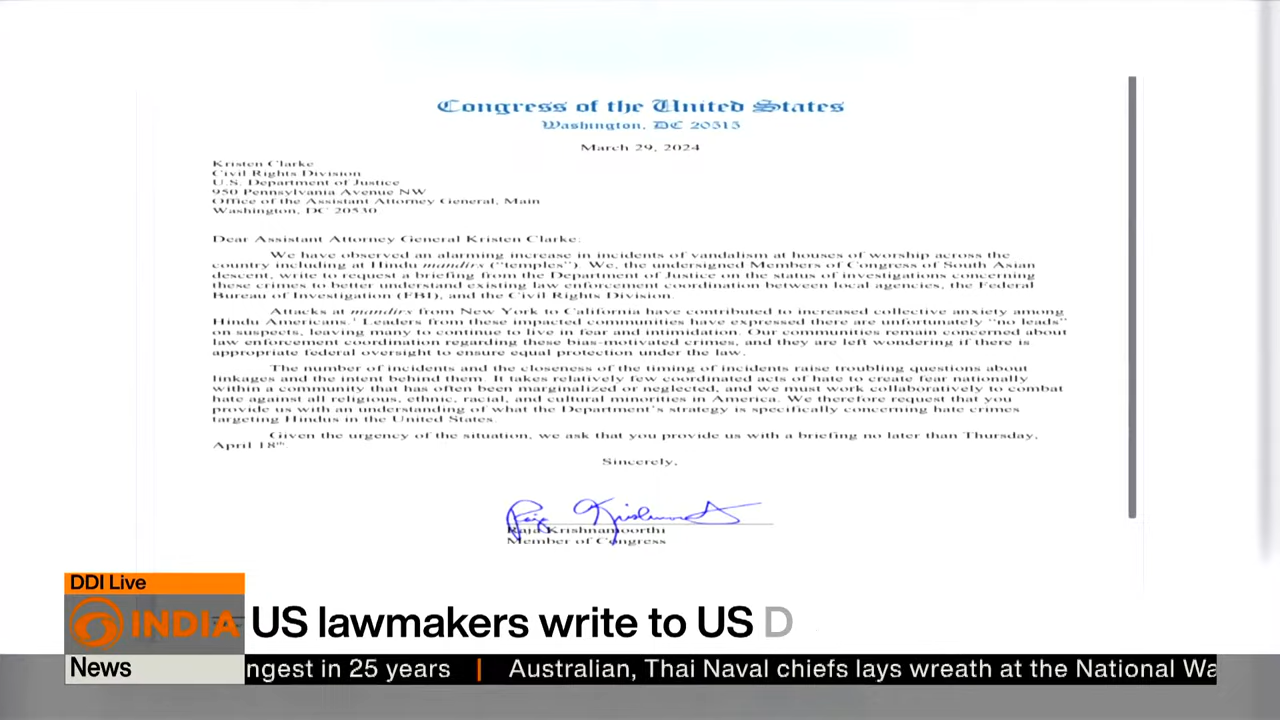 Congress of the United States
Washington, DC 20515
March 29, 2024
Kristen Clarke
Civil Rights Division
U.S. Department of Justice
950 Pennsylvania Avenue NW
Office of the Assistant Attorney General, Main
Washington, DC 20530
Dear Assistant Attorney General Kristen Clarke:
We have observed an alarming increase in incidents of vandalism at houses of worship across the
country including at Hindu mandirs (“temples”). We, the undersigned Members of Congress of South Asian
descent, write to request a briefing from the Department of Justice on the status of investigations concerning
these crimes to better understand existing law enforcement coordination between local agencies, the Federal
Bureau of Investigation (FBI), and the Civil Rights Division.
Attacks at mandirs from New York to California have contributed to increased collective anxiety among
Hindu Americans.¹ Leaders from these impacted communities have expressed there are unfortunately “no leads”
on suspects, leaving many to continue to live in fear and intimidation. Our communities remain concerned about
law enforcement coordination regarding these bias-motivated crimes, and they are left wondering if there is
appropriate federal oversight to ensure equal protection under the law.
The number of incidents and the closeness of the timing of incidents raise troubling questions about
linkages and the intent behind them. It takes relatively few coordinated acts of hate to create fear nationally
within a community that has often been marginalized or neglected, and we must work collaboratively to combat
hate against all religious, ethnic, racial, and cultural minorities in America. We therefore request that you
provide us with an understanding of what the Department’s strategy is specifically concerning hate crimes
targeting Hindus in the United States.
Given the urgency of the situation, we ask that you provide us with a briefing no later than Thursday,
April 18th.
Sincerely,
Raja Krishnamoorthi
Raja Krishnamoorthi
Member of Congress
DDI Live
INDIA
US lawmakers write to US D
News
ngest in 25 years | Australian, Thai Naval chiefs lays wreath at the National Wa